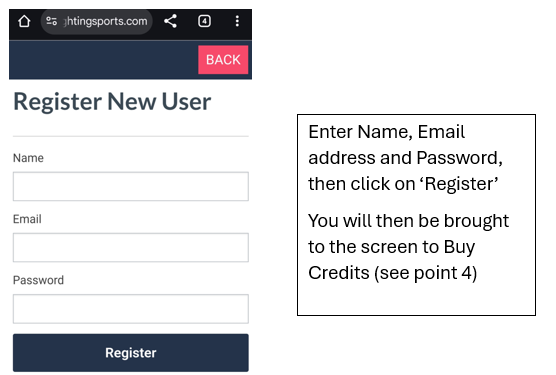 ghtingsports.com
4
BACK
Register New User
Name
Email
Password
Register
Enter Name, Email
address and Password,
then click on ‘Register’
You will then be brought
to the screen to Buy
Credits (see point 4)